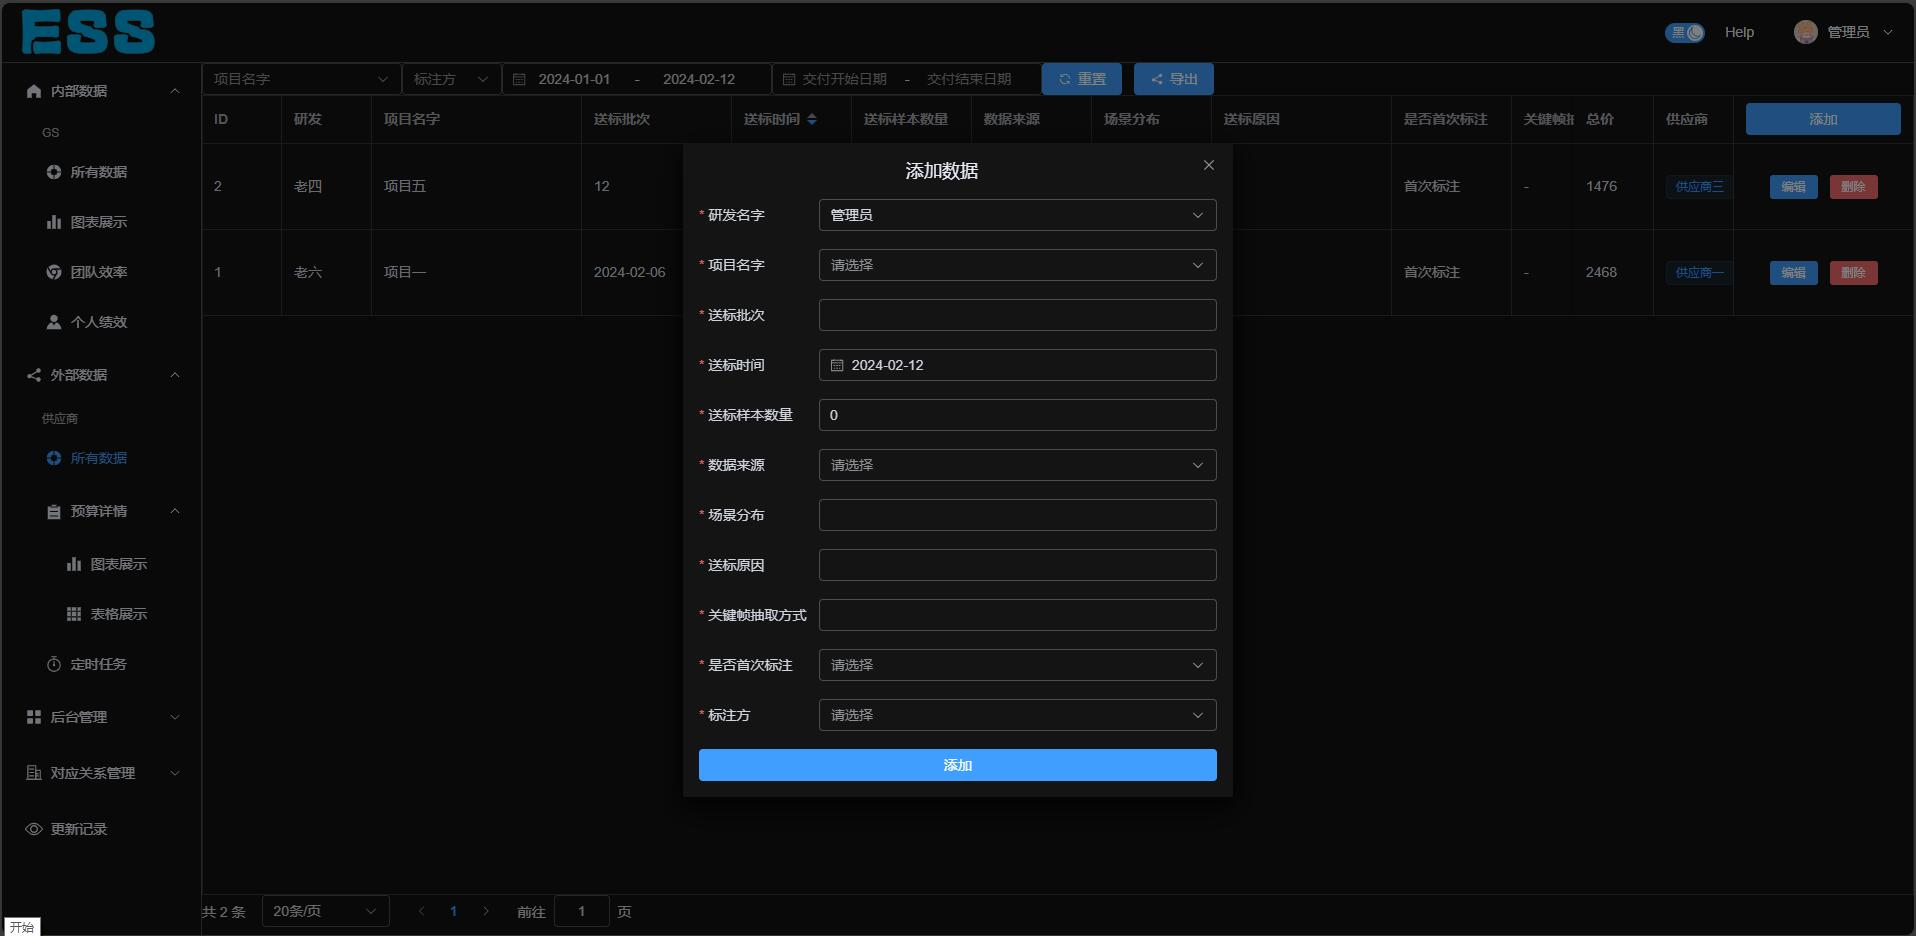 ESS
黑
Help
管理员
内部数据
GS
所有数据
图表展示
团队效率
个人绩效
外部数据
供应商
所有数据
预算详情
图表展示
表格展示
定时任务
后台管理
对应关系管理
更新记录
开始
项目名字
标注方
2024-01-01 - 2024-02-12
交付开始日期 - 交付结束日期
重置
导出
ID 研发 项目名字 送标批次 送标时间 送标样本数量 数据来源 场景分布 送标原因 是否首次标注 关键帧抽 总价 供应商 添加
2 老四 项目五 12 首次标注 - 1476 供应商三 编辑 删除
1 老六 项目一 2024-02-06 首次标注 - 2468 供应商一 编辑 删除
添加数据
* 研发名字 管理员
* 项目名字 请选择
* 送标批次
* 送标时间 2024-02-12
* 送标样本数量 0
* 数据来源 请选择
* 场景分布
* 送标原因
* 关键帧抽取方式
* 是否首次标注 请选择
* 标注方 请选择
添加
共 2 条 20条/页 1 前往 1 页